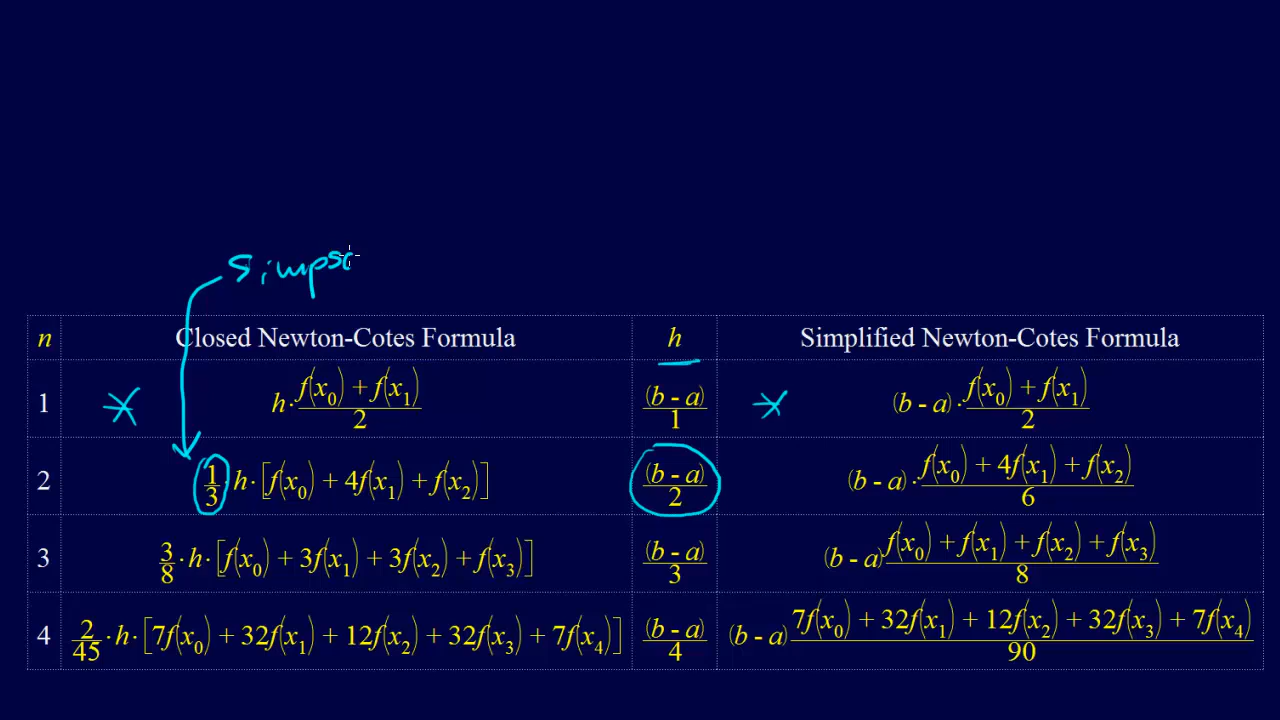 simpso
n Closed Newton-Cotes Formula h Simplified Newton-Cotes Formula
1 h · f(x₀) + f(x₁) / 2 (b - a) / 1 (b - a) · f(x₀) + f(x₁) / 2
2 1/3 · h · [f(x₀) + 4f(x₁) + f(x₂)] (b - a) / 2 (b - a) · f(x₀) + 4f(x₁) + f(x₂) / 6
3 3/8 · h · [f(x₀) + 3f(x₁) + 3f(x₂) + f(x₃)] (b - a) / 3 (b - a) f(x₀) + f(x₁) + f(x₂) + f(x₃) / 8
4 2/45 · h · [7f(x₀) + 32f(x₁) + 12f(x₂) + 32f(x₃) + 7f(x₄)] (b - a) / 4 (b - a) 7f(x₀) + 32f(x₁) + 12f(x₂) + 32f(x₃) + 7f(x₄) / 90